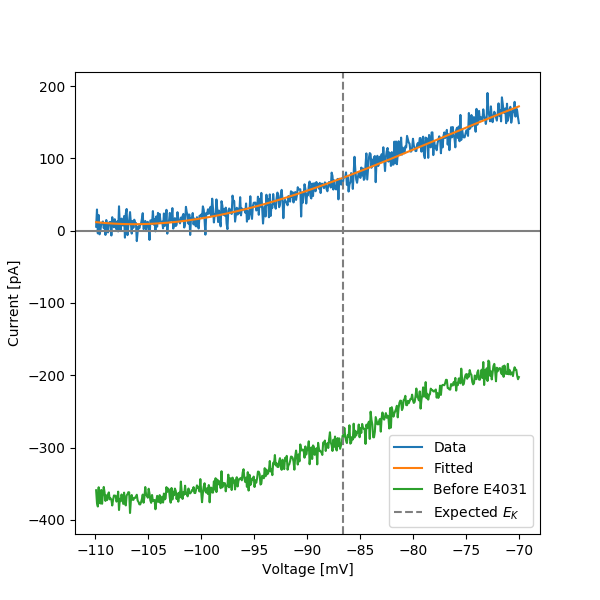 200
100
0
−100
−200
−300
−400
Current [pA]
−110 −105 −100 −95 −90 −85 −80 −75 −70
Voltage [mV]
Data
Fitted
Before E4031
Expected E_K